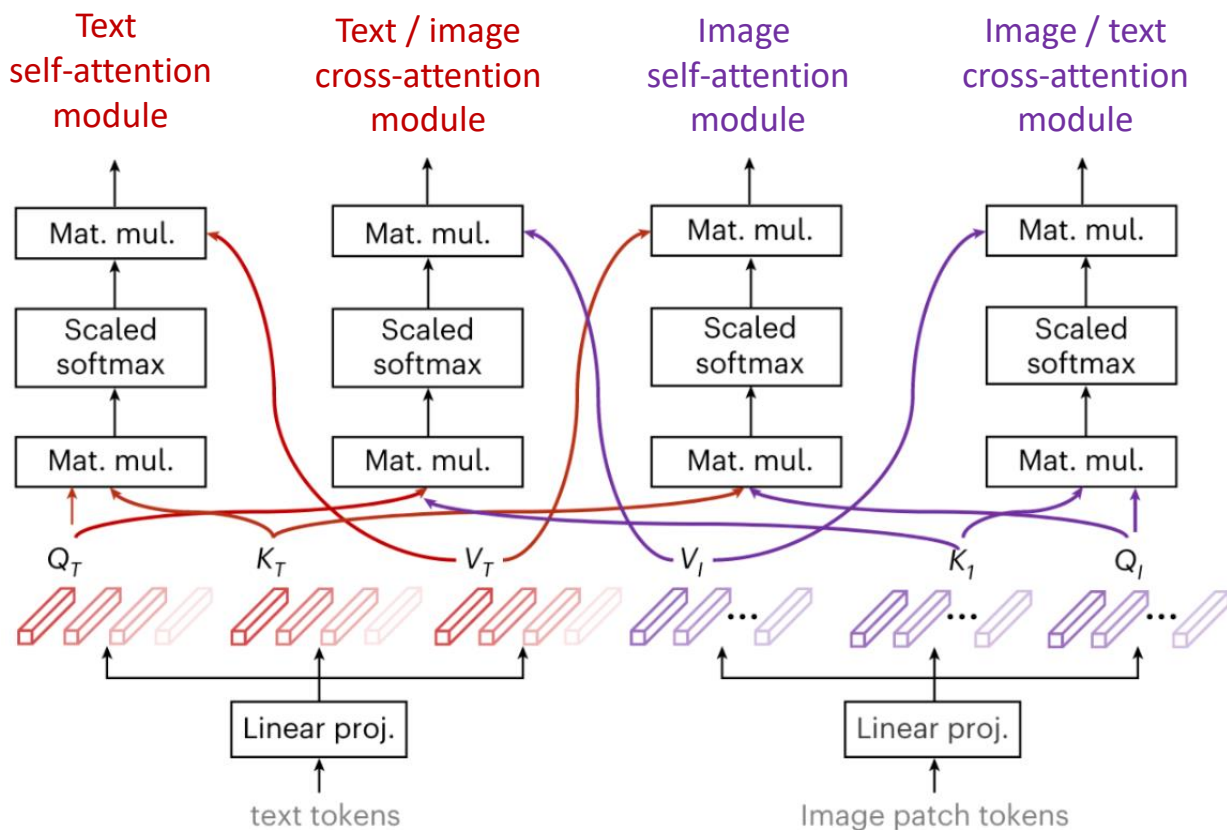 Text
self-attention
module
Text / image
cross-attention
module
Image
self-attention
module
Image / text
cross-attention
module
Mat. mul.
Mat. mul.
Mat. mul.
Mat. mul.
Scaled
softmax
Scaled
softmax
Scaled
softmax
Scaled
softmax
Mat. mul.
Mat. mul.
Mat. mul.
Mat. mul.
Q_T
K_T
V_T
V_I
K_1
Q_I
...
...
...
Linear proj.
Linear proj.
text tokens
Image patch tokens